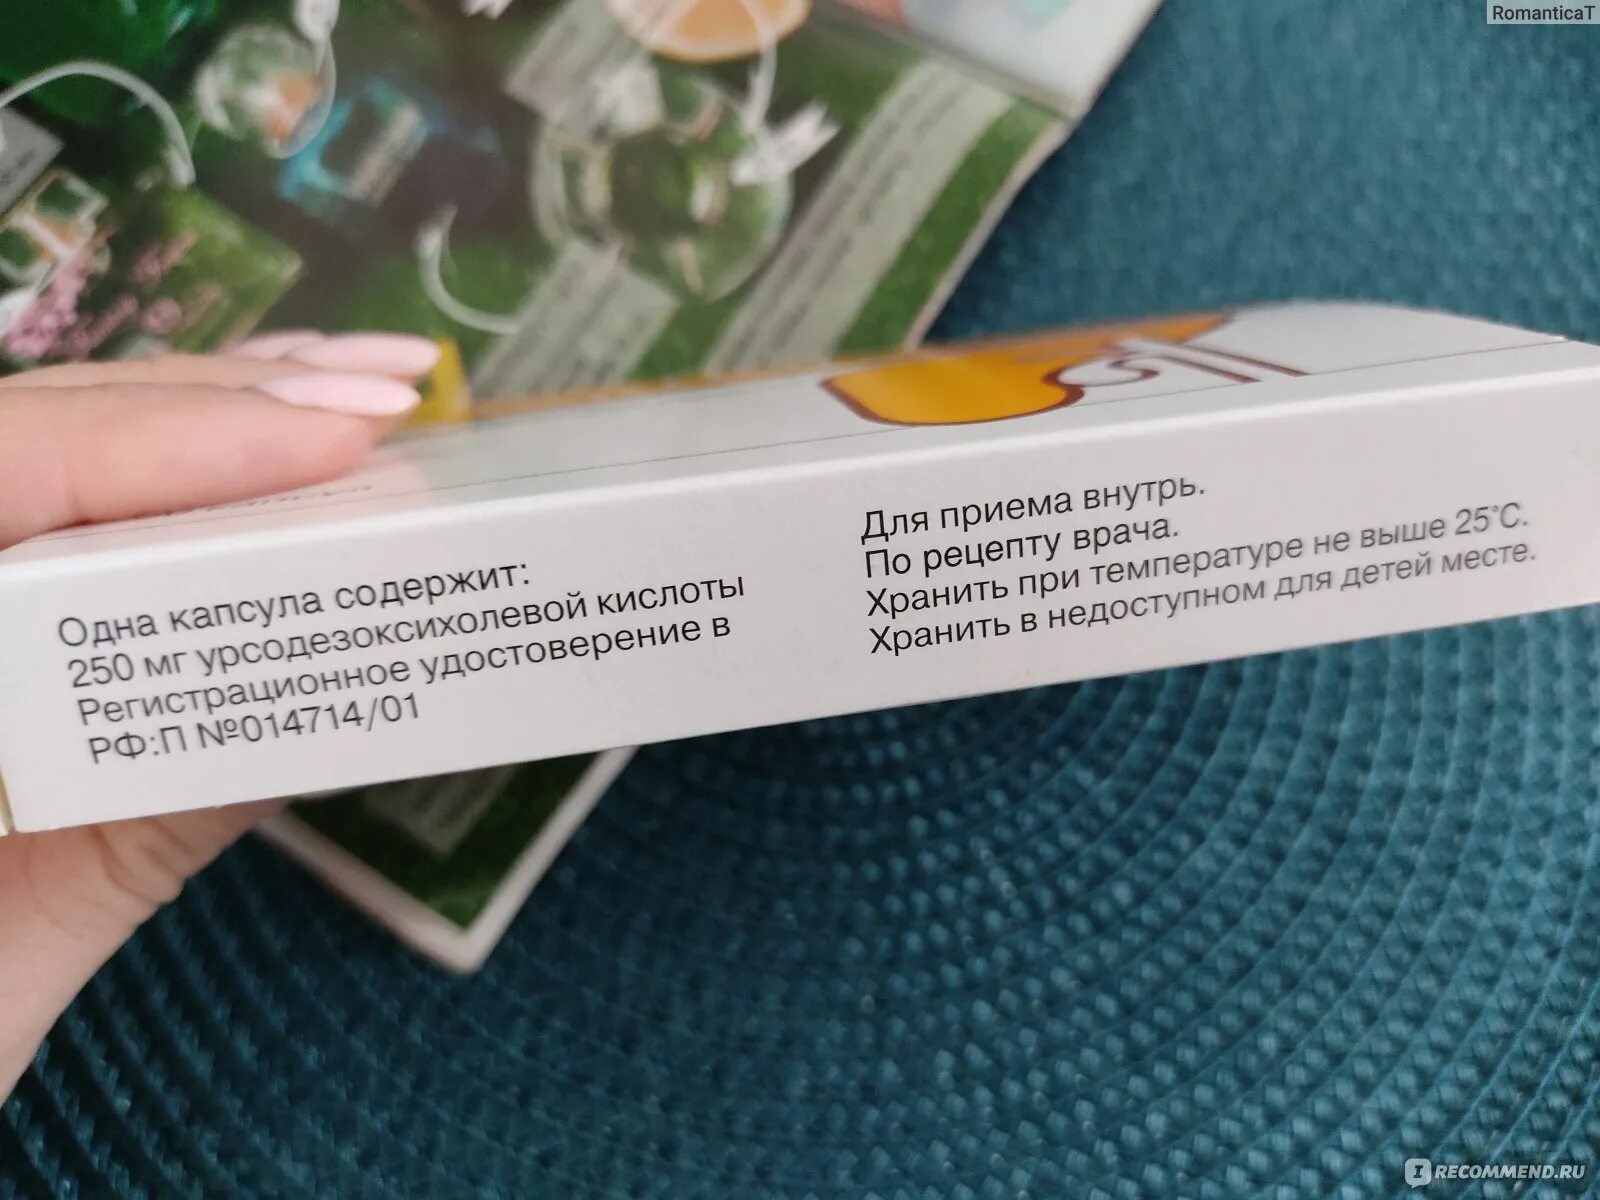 RomanticaT
Одна капсула содержит:
250 мг урсодезоксихолевой кислоты
Регистрационное удостоверение в
РФ:П №014714/01
Для приема внутрь.
По рецепту врача.
Хранить при температуре не выше 25°C.
Хранить в недоступном для детей месте.
IRECOMMEND.RU